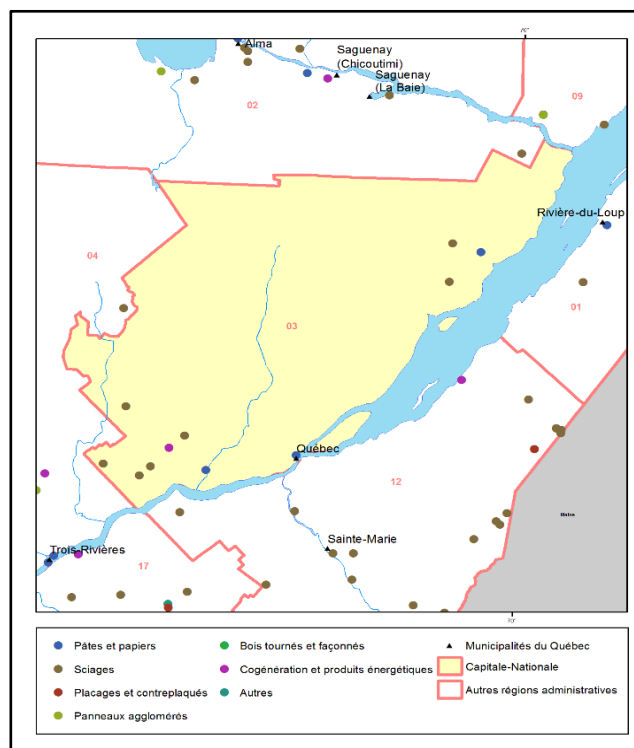 70°
Alma
Saguenay
(Chicoutimi)
Saguenay
(La Baie)
02
09
Rivière-du-Loup
04
01
03
Québec
12
Sainte-Marie
Trois-Rivières
17
70°
Pâtes et papiers
Sciages
Placages et contreplaqués
Panneaux agglomérés
Bois tournés et façonnés
Cogénération et produits énergétiques
Autres
Municipalités du Québec
Capitale-Nationale
Autres régions administratives